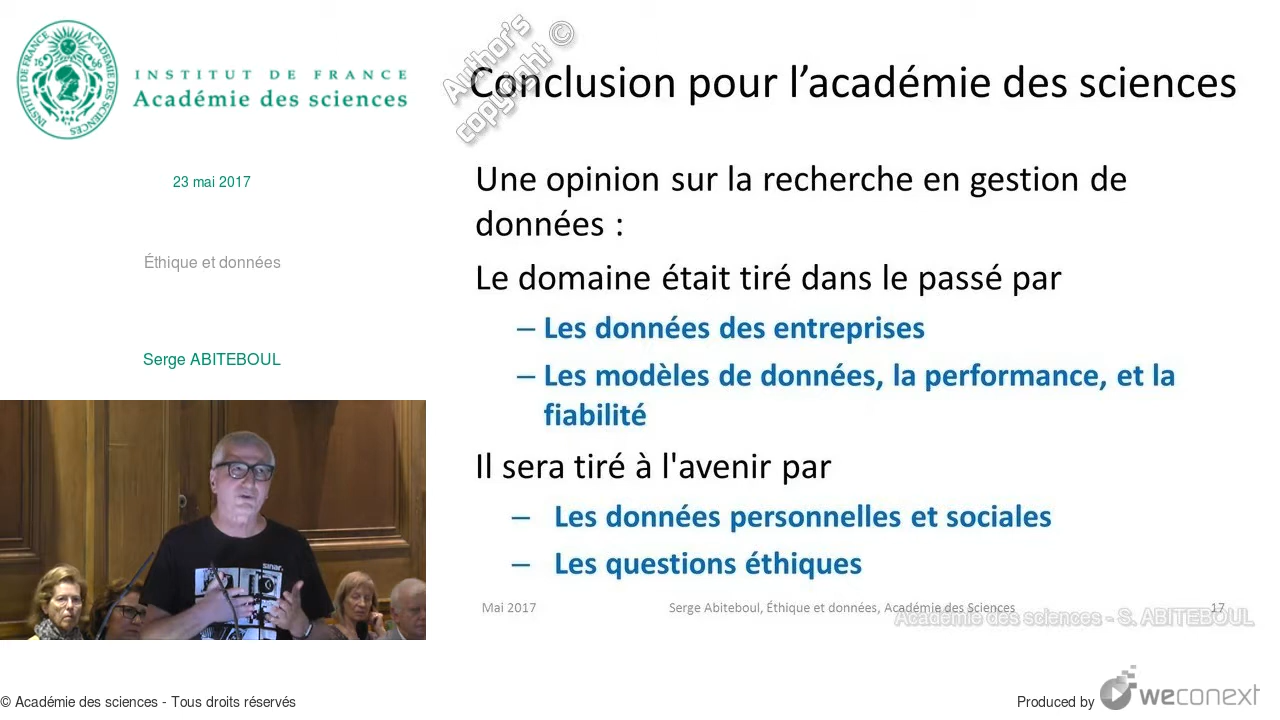 INSTITUT DE FRANCE
Académie des sciences
23 mai 2017
Éthique et données
Serge ABITEBOUL
Author's
copyright ©
Conclusion pour l’académie des sciences
Une opinion sur la recherche en gestion de
données :
Le domaine était tiré dans le passé par
– Les données des entreprises
– Les modèles de données, la performance, et la
fiabilité
Il sera tiré à l'avenir par
– Les données personnelles et sociales
– Les questions éthiques
Mai 2017
Serge Abiteboul, Éthique et données, Académie des Sciences
17
Académie des sciences - S. ABITEBOUL
sinar.
© Académie des sciences - Tous droits réservés
Produced by
weconext